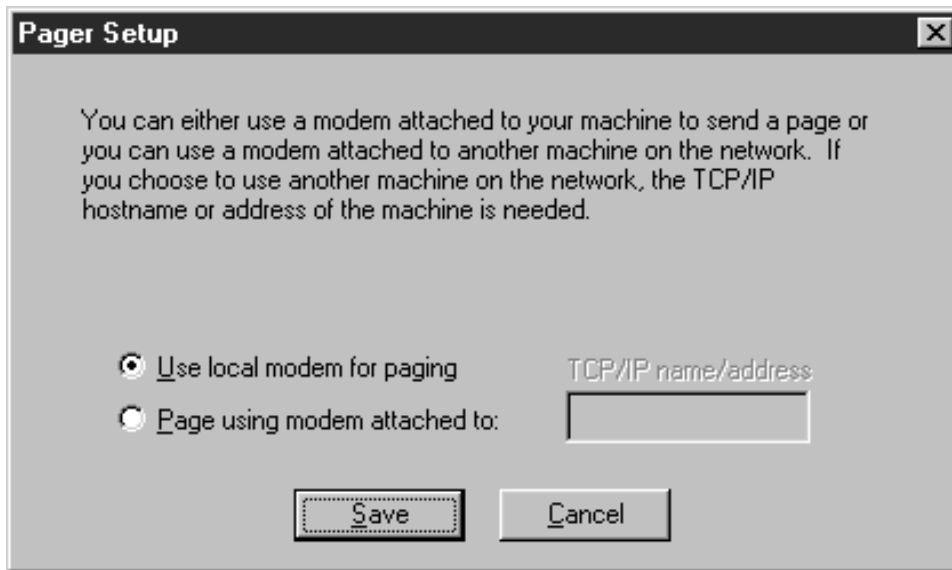 Pager Setup
You can either use a modem attached to your machine to send a page or
you can use a modem attached to another machine on the network.  If
you choose to use another machine on the network, the TCP/IP
hostname or address of the machine is needed.
Use local modem for paging
TCP/IP name/address
Page using modem attached to:
Save
Cancel